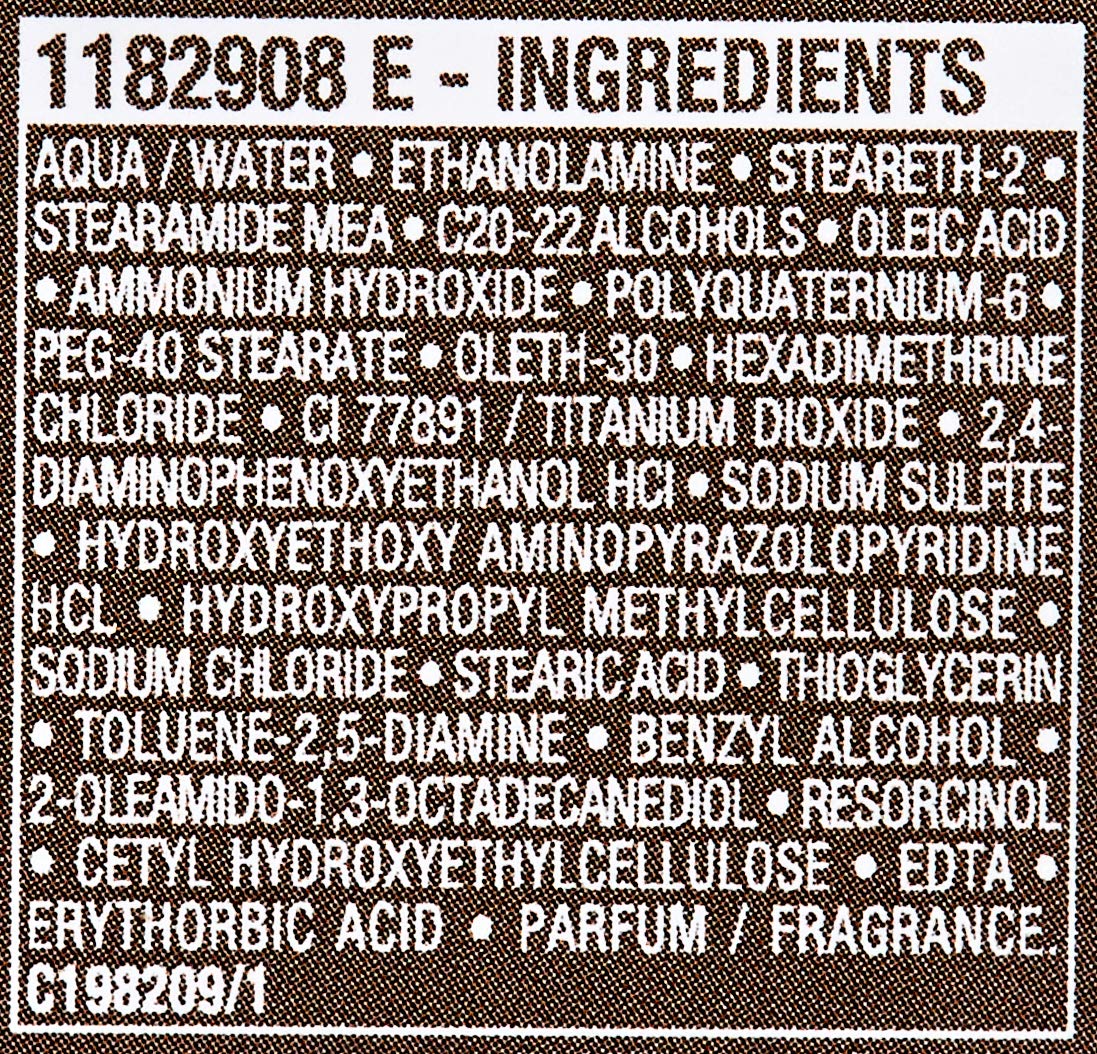 1182908 E - INGREDIENTS
AQUA / WATER • ETHANOLAMINE • STEARETH-2 •
STEARAMIDE MEA • C20-22 ALCOHOLS • OLEIC ACID
• AMMONIUM HYDROXIDE • POLYQUATERNIUM-6 •
PEG-40 STEARATE • OLETH-30 • HEXADIMETHRINE
CHLORIDE • CI 77891 / TITANIUM DIOXIDE • 2,4-
DIAMINOPHENOXYETHANOL HCl • SODIUM SULFITE
• HYDROXYETHOXY AMINOPYRAZOLOPYRIDINE
HCL • HYDROXYPROPYL METHYLCELLULOSE •
SODIUM CHLORIDE • STEARIC ACID • THIOGLYCERIN
• TOLUENE-2,5-DIAMINE • BENZYL ALCOHOL •
2-OLEAMIDO-1,3-OCTADECANEDIOL • RESORCINOL
• CETYL HYDROXYETHYLCELLULOSE • EDTA •
ERYTHORBIC ACID • PARFUM / FRAGRANCE.
C198209/1